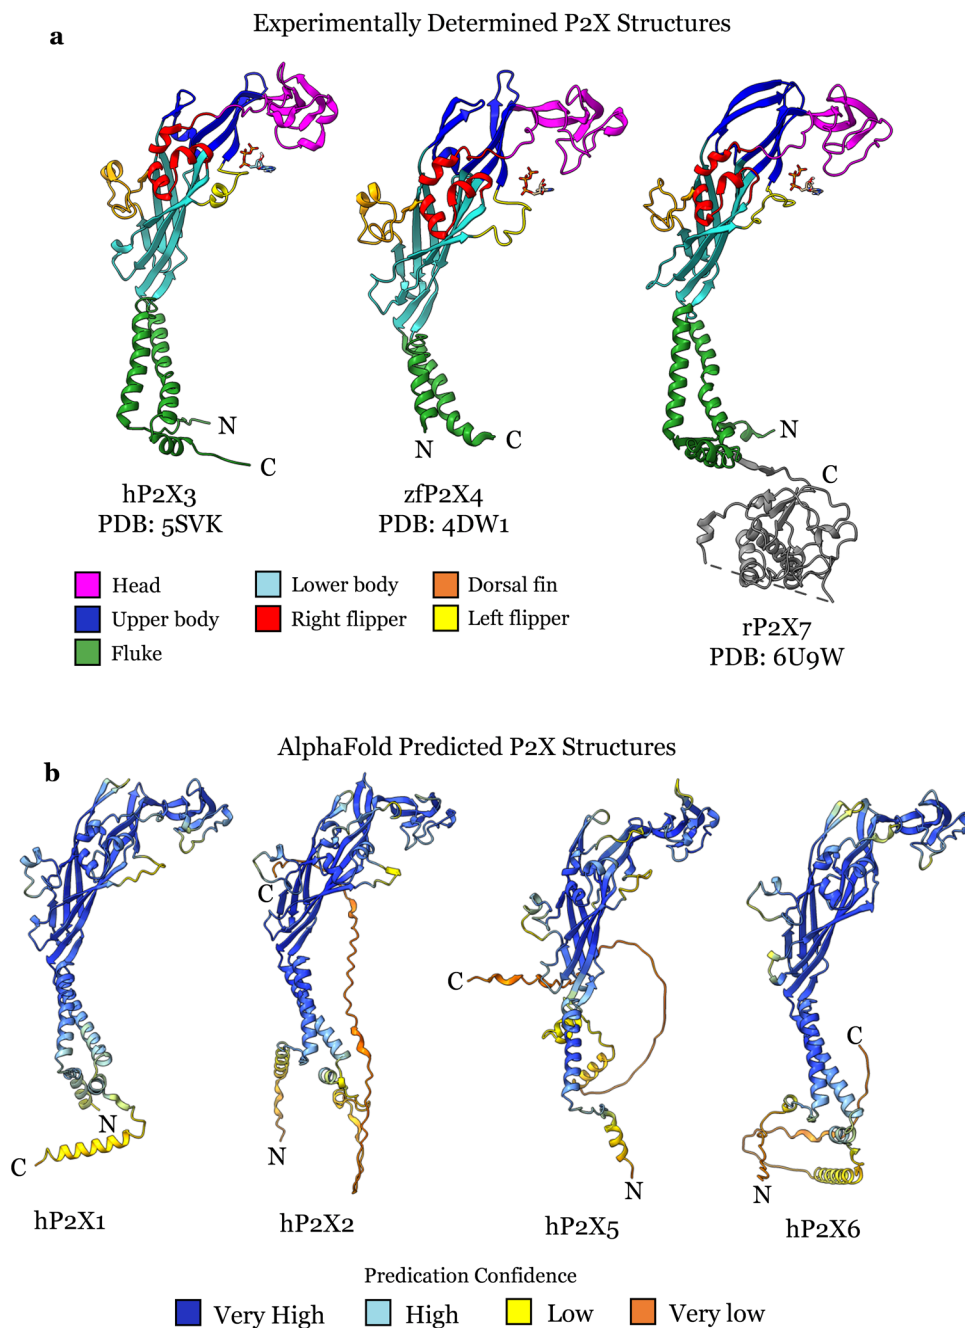 Experimentally Determined P2X Structures
a
N
C
N
C
N
C
hP2X3
PDB: 5SVK
zfP2X4
PDB: 4DW1
rP2X7
PDB: 6U9W
Head
Lower body
Dorsal fin
Upper body
Right flipper
Left flipper
Fluke
AlphaFold Predicted P2X Structures
b
C
N
hP2X1
C
N
hP2X2
C
N
hP2X5
C
N
hP2X6
Predication Confidence
Very High
High
Low
Very low